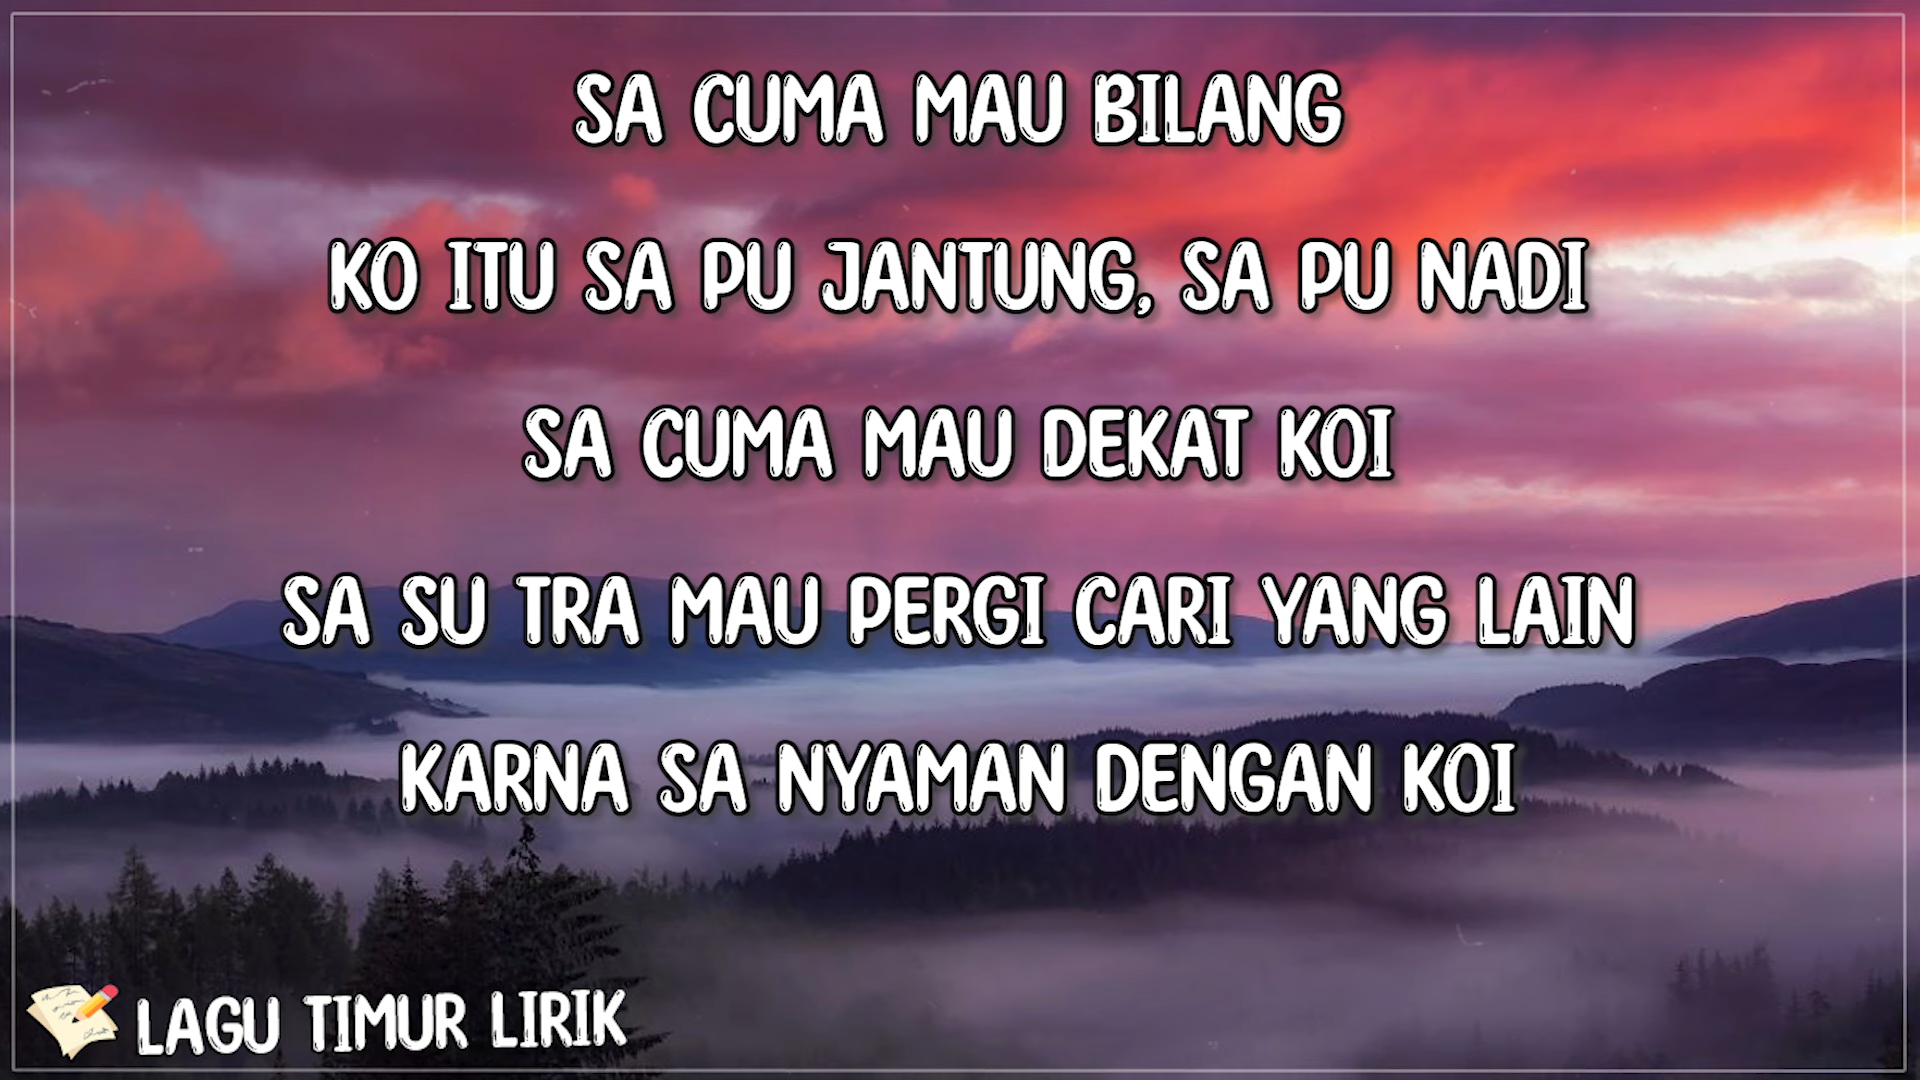 SA CUMA MAU BILANG
KO ITU SA PU JANTUNG, SA PU NADI
SA CUMA MAU DEKAT KOI
SA SU TRA MAU PERGI CARI YANG LAIN
KARNA SA NYAMAN DENGAN KOI
LAGU TIMUR LIRIK